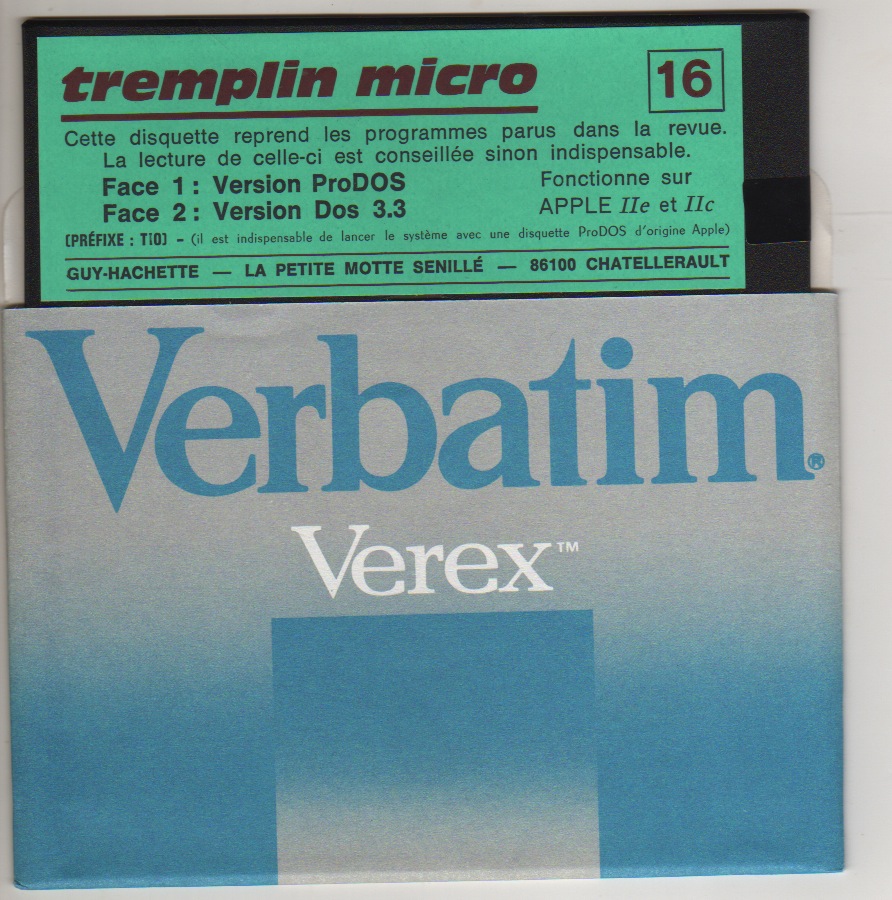 tremplin micro 16
Cette disquette reprend les programmes parus dans la revue.
La lecture de celle-ci est conseillée sinon indispensable.
Face 1 : Version ProDOS
Face 2 : Version Dos 3.3
Fonctionne sur
APPLE IIe et IIc
(PRÉFIXE : TiO) – (il est indispensable de lancer le système avec une disquette ProDOS d'origine Apple)
GUY-HACHETTE — LA PETITE MOTTE SENILLÉ — 86100 CHATELLERAULT
Verbatim®
Verex™